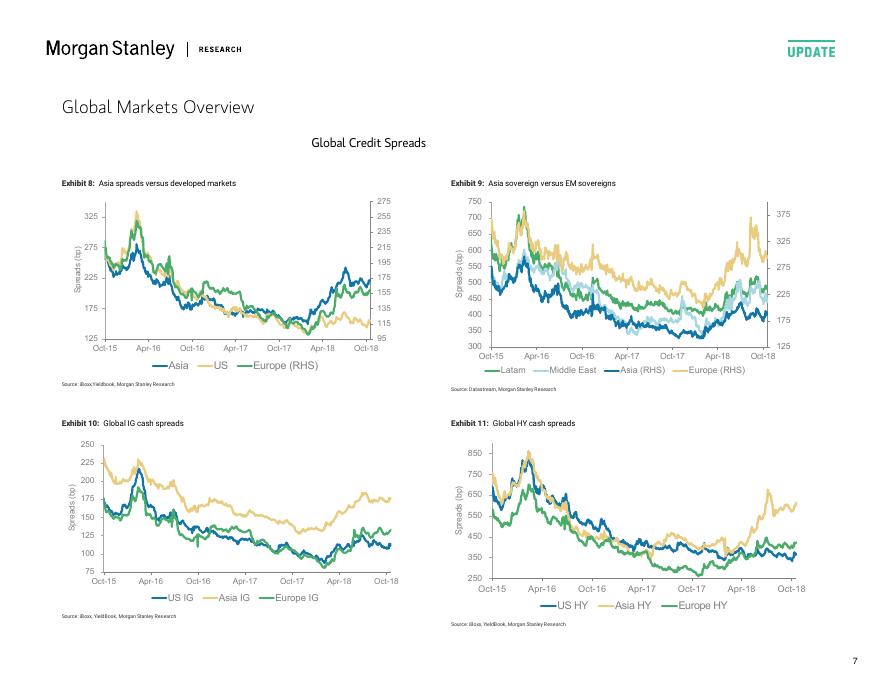 Morgan Stanley | RESEARCH
UPDATE
Global Markets Overview
Global Credit Spreads
Exhibit 8: Asia spreads versus developed markets
325
275
225
175
125
Spreads (bp)
275
255
235
215
195
175
155
135
115
95
Oct-15 Apr-16 Oct-16 Apr-17 Oct-17 Apr-18 Oct-18
Asia US Europe (RHS)
Source: iBoxx,Yieldbook, Morgan Stanley Research
Exhibit 9: Asia sovereign versus EM sovereigns
750
700
650
600
550
500
450
400
350
300
Spreads (bp)
375
325
275
225
175
125
Oct-15 Apr-16 Oct-16 Apr-17 Oct-17 Apr-18 Oct-18
Latam Middle East Asia (RHS) Europe (RHS)
Source: Datastream, Morgan Stanley Research
Exhibit 10: Global IG cash spreads
250
225
200
175
150
125
100
75
Spreads (bp)
Oct-15 Apr-16 Oct-16 Apr-17 Oct-17 Apr-18 Oct-18
US IG Asia IG Europe IG
Source: iBoxx, YieldBook, Morgan Stanley Research
Exhibit 11: Global HY cash spreads
850
750
650
550
450
350
250
Spreads (bp)
Oct-15 Apr-16 Oct-16 Apr-17 Oct-17 Apr-18 Oct-18
US HY Asia HY Europe HY
Source: iBoxx, YieldBook, Morgan Stanley Research
7